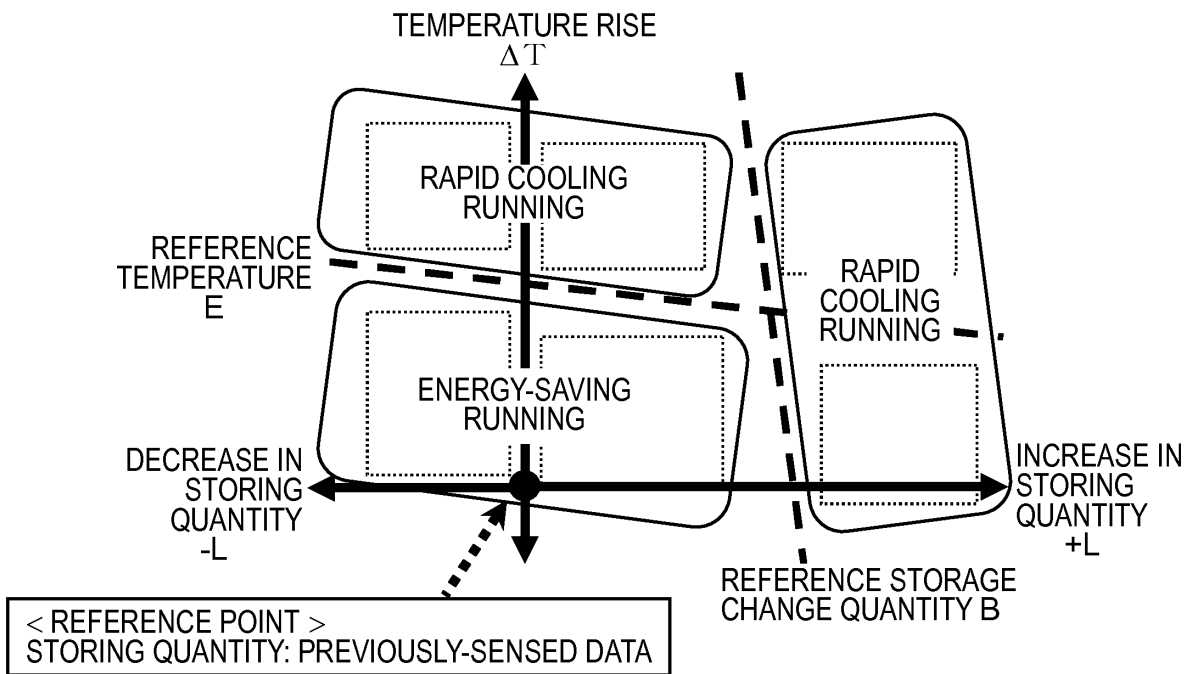 TEMPERATURE RISE
ΔT
RAPID COOLING
RUNNING
REFERENCE
TEMPERATURE
E
RAPID
COOLING
RUNNING
ENERGY-SAVING
RUNNING
DECREASE IN
STORING
QUANTITY
-L
INCREASE IN
STORING
QUANTITY
+L
REFERENCE STORAGE
CHANGE QUANTITY B
< REFERENCE POINT >
STORING QUANTITY: PREVIOUSLY-SENSED DATA